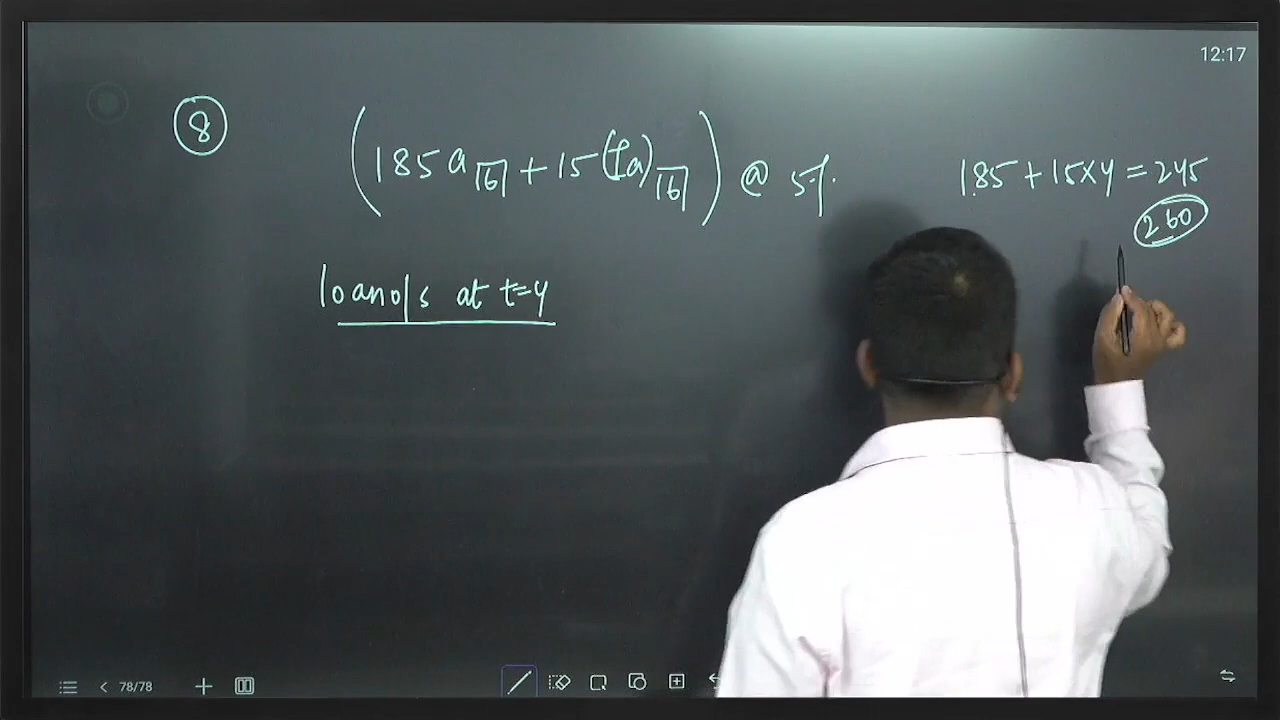 12:17
8
(185 a 16 + 15 (Ia) 16) @ 5%.
185 + 15×4 = 245
260
loan o/s at t=4
78/78